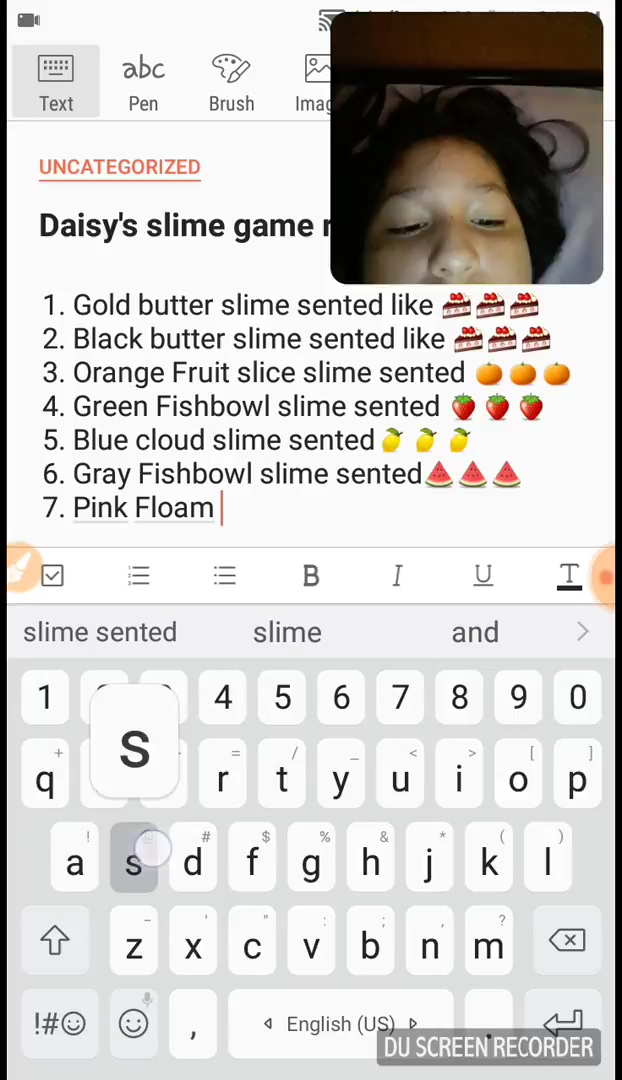 Text
abc
Pen
Brush
Imag
UNCATEGORIZED
Daisy's slime game
1. Gold butter slime sented like 🍰🍰🍰
2. Black butter slime sented like 🍰🍰🍰
3. Orange Fruit slice slime sented 🍊🍊🍊
4. Green Fishbowl slime sented 🍓🍓🍓
5. Blue cloud slime sented🍋🍋🍋
6. Gray Fishbowl slime sented🍉🍉🍉
7. Pink Floam
B I U T
slime sented slime and
s
1 4 5 6 7 8 9 0
+ = / _ < > [ ]
q r t y u i o p
! # $ % & * ( )
a s d f g h j k l
- ' " : ; , ?
z x c v b n m
!#☺ , English (US) .
DU SCREEN RECORDER